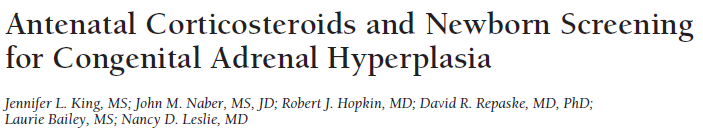 Antenatal Corticosteroids and Newborn Screening
for Congenital Adrenal Hyperplasia
Jennifer L. King, MS; John M. Naber, MS, JD; Robert J. Hopkin, MD; David R. Repaske, MD, PhD;
Laurie Bailey, MS; Nancy D. Leslie, MD